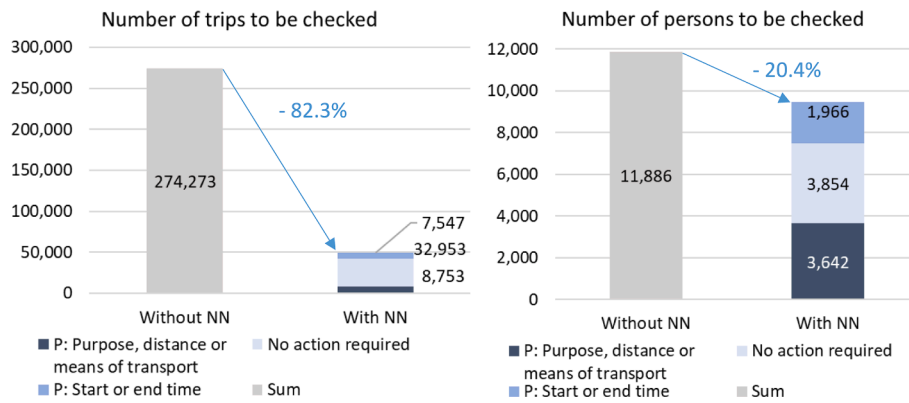 Number of trips to be checked
300,000
250,000
200,000
150,000
100,000
50,000
0
- 82.3%
274,273
7,547
32,953
8,753
Without NN
With NN
P: Purpose, distance or
means of transport
No action required
P: Start or end time
Sum
Number of persons to be checked
12,000
10,000
8,000
6,000
4,000
2,000
0
- 20.4%
11,886
1,966
3,854
3,642
Without NN
With NN
P: Purpose, distance or
means of transport
No action required
P: Start or end time
Sum